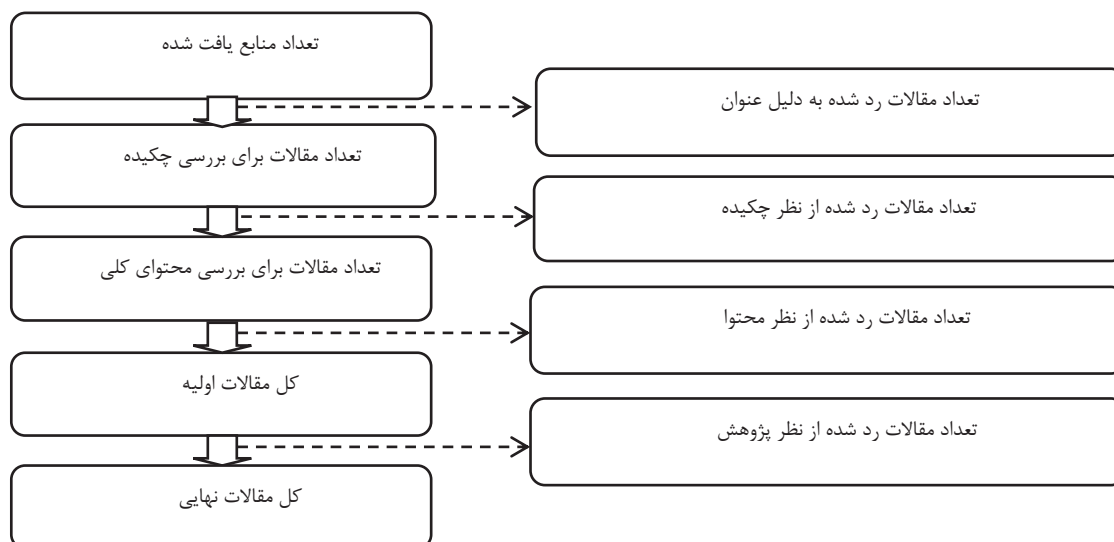 تعداد منابع یافت شده
تعداد مقالات رد شده به دلیل عنوان
تعداد مقالات برای بررسی چکیده
تعداد مقالات رد شده از نظر چکیده
تعداد مقالات برای بررسی محتوای کلی
تعداد مقالات رد شده از نظر محتوا
کل مقالات اولیه
تعداد مقالات رد شده از نظر پژوهش
کل مقالات نهایی